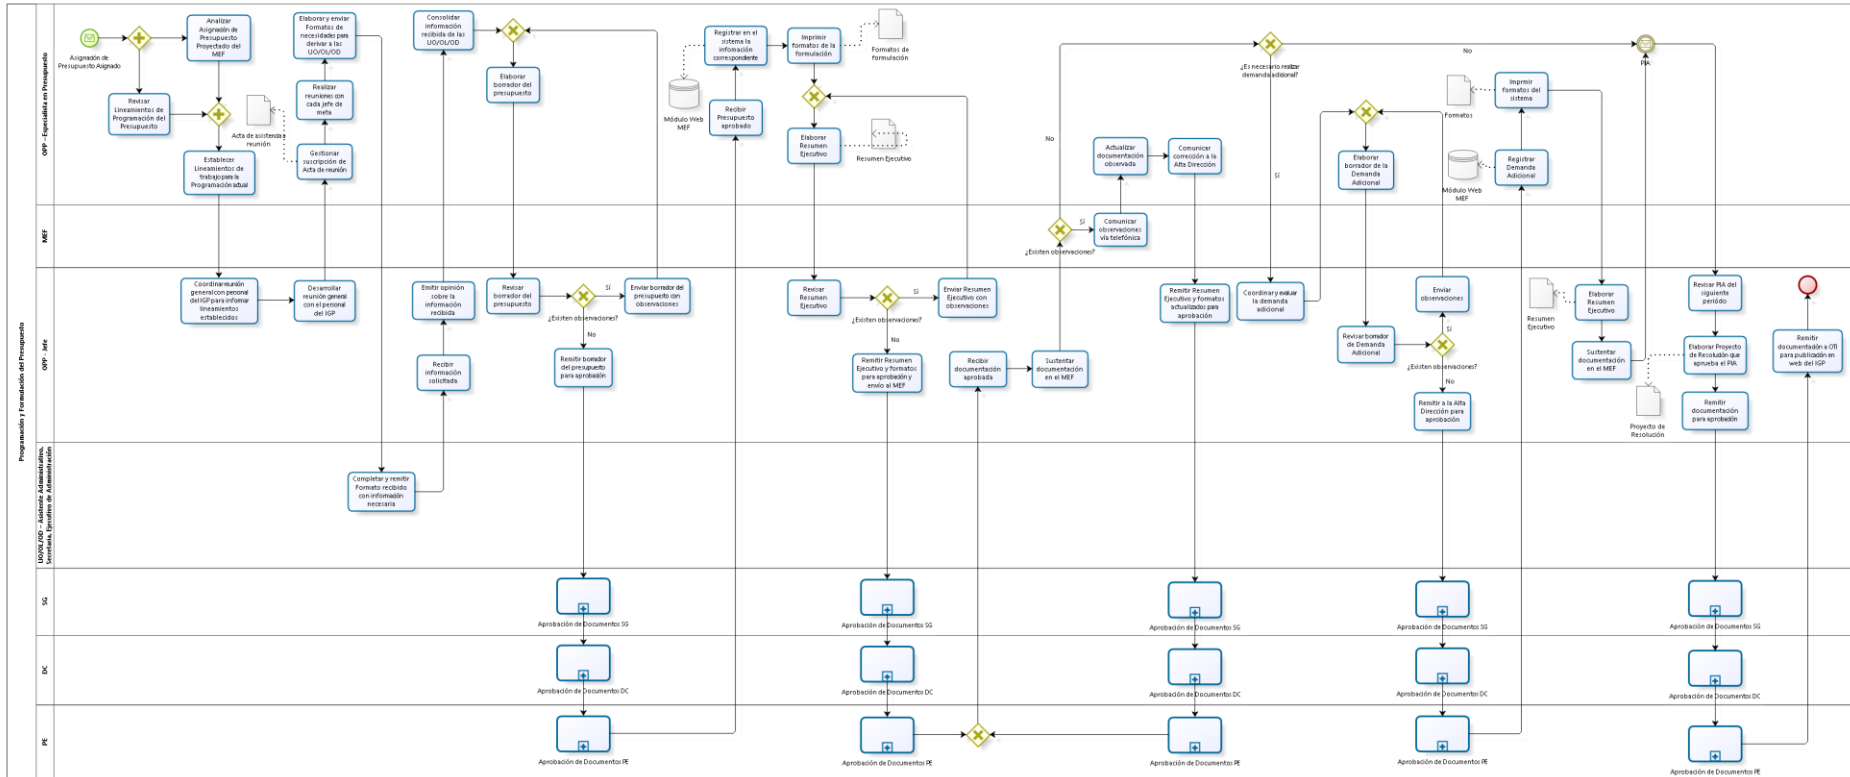 Programación y Formulación del Presupuesto
OPP - Especialista en Presupuesto
MEF
OPP - Jefe
UO/OL/OD – Asistente Administrativo,
Secretaria, Ejecutivo de Administración
SG
DC
PE
Asignación de
Presupuesto Asignado
Analizar
Asignación de
Presupuesto
Proyectado del
MEF
Revisar
Lineamientos de
Programación del
Presupuesto
Establecer
Lineamientos de
trabajo para la
Programación actual
Coordinar reunión
general con personal
del IGP para informar
lineamientos
establecidos
Desarrollar
reunión general
con el personal
del IGP
Gestionar
suscripción de
Acta de reunión
Acta de asistencia a
reunión
Realizar
reuniones con
cada jefe de
meta
Elaborar y enviar
Formatos de
necesidades para
derivar a las
UO/OL/OD
Completar y remitir
Formato recibido
con información
necesaria
Recibir
información
solicitada
Emitir opinión
sobre la
información
recibida
Consolidar
información
recibida de las
UO/OL/OD
Elaborar
borrador del
presupuesto
Revisar
borrador del
presupuesto
¿Existen observaciones?
Sí
Enviar borrador del
presupuesto con
observaciones
No
Remitir borrador
del presupuesto
para aprobación
Aprobación de Documentos SG
Aprobación de Documentos DC
Aprobación de Documentos PE
Recibir
Presupuesto
aprobado
Registrar en el
sistema la
información
correspondiente
Módulo Web
MEF
Imprimir
formatos de la
formulación
Formatos de
formulación
Elaborar
Resumen
Ejecutivo
Resumen Ejecutivo
Revisar
Resumen
Ejecutivo
¿Existen observaciones?
Sí
Enviar Resumen
Ejecutivo con
observaciones
No
Remitir Resumen
Ejecutivo y formatos
para aprobación y
envío al MEF
Aprobación de Documentos SG
Aprobación de Documentos DC
Aprobación de Documentos PE
Recibir
documentación
aprobada
Sustentar
documentación
en el MEF
¿Existen observaciones?
Sí
No
Comunicar
observaciones
vía telefónica
Actualizar
documentación
observada
Comunicar
corrección a la
Alta Dirección
Remitir Resumen
Ejecutivo y formatos
actualizados para
aprobación
Aprobación de Documentos SG
Aprobación de Documentos DC
Aprobación de Documentos PE
¿Es necesario realizar
demanda adicional?
No
Sí
Coordinar y evaluar
la demanda
adicional
Elaborar
borrador de la
Demanda
Adicional
Revisar borrador
de Demanda
Adicional
¿Existen observaciones?
Sí
Enviar
observaciones
No
Remitir a la Alta
Dirección para
aprobación
Aprobación de Documentos SG
Aprobación de Documentos DC
Aprobación de Documentos PE
Registrar
Demanda
Adicional
Módulo Web
MEF
Imprmir
formatos del
sistema
Formatos
Elaborar
Resumen
Ejecutivo
Resumen
Ejecutivo
Sustentar
documentación
en el MEF
PIA
Revisar PIA del
siguiente
periódo
Elaborar Proyecto
de Resolución que
aprueba el PIA
Proyecto de
Resolución
Remitir
documentación
para aprobación
Aprobación de Documentos SG
Aprobación de Documentos DC
Aprobación de Documentos PE
Remitir
documentación a OTI
para publicación en
web del IGP